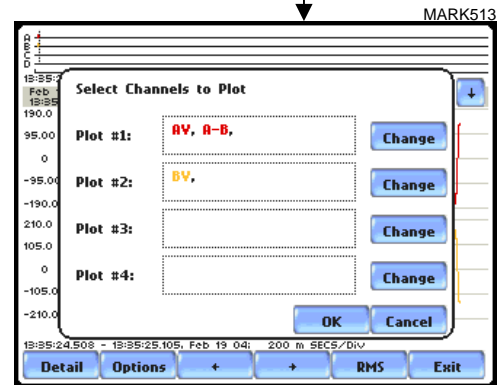 MARK513
A
B
C
D
13:35:
Feb
13:35
Select Channels to Plot
↓
190.0
95.00
0
-95.00
-190.0
Plot #1:
AV, A-B,
Change
Plot #2:
BV,
Change
210.0
105.0
0
-105.0
-210.0
Plot #3:
Change
Plot #4:
Change
OK
Cancel
13:35:24.508 - 13:35:25.105, Feb 19 04; 200 m SECS/Div
Detail
Options
←
→
RMS
Exit